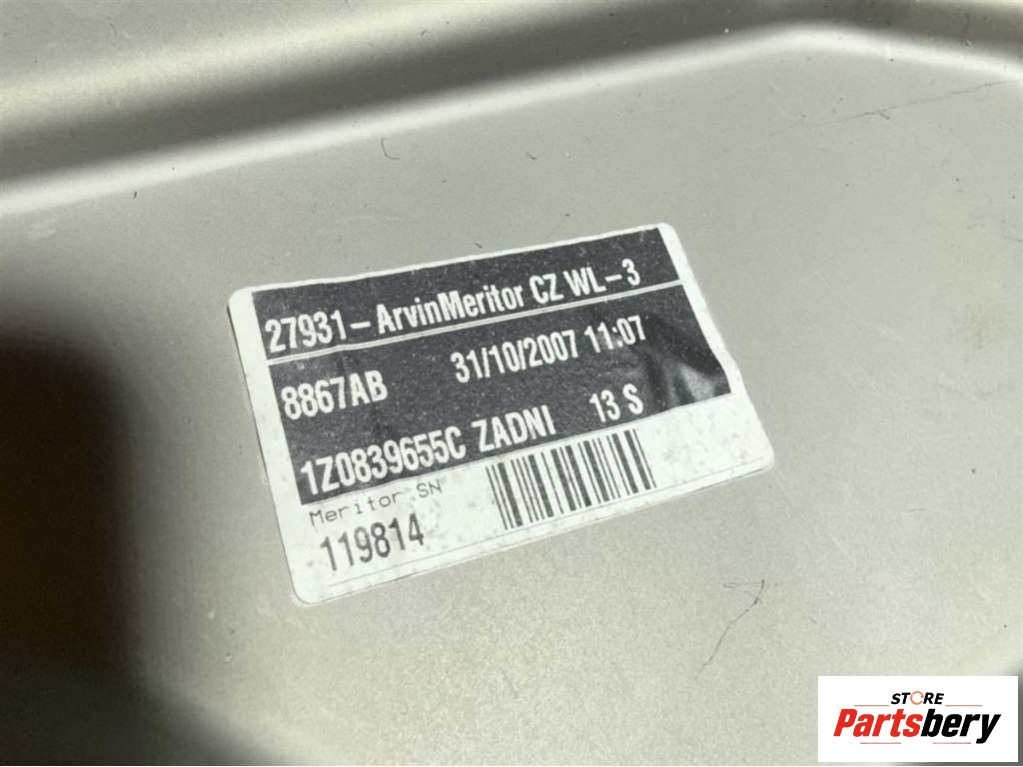 27931-ArvinMeritor CZ WL-3
8867AB 31/10/2007 11:07
1Z0839655C ZADNI 13 S
Meritor SN
119814
STORE
Partsbery